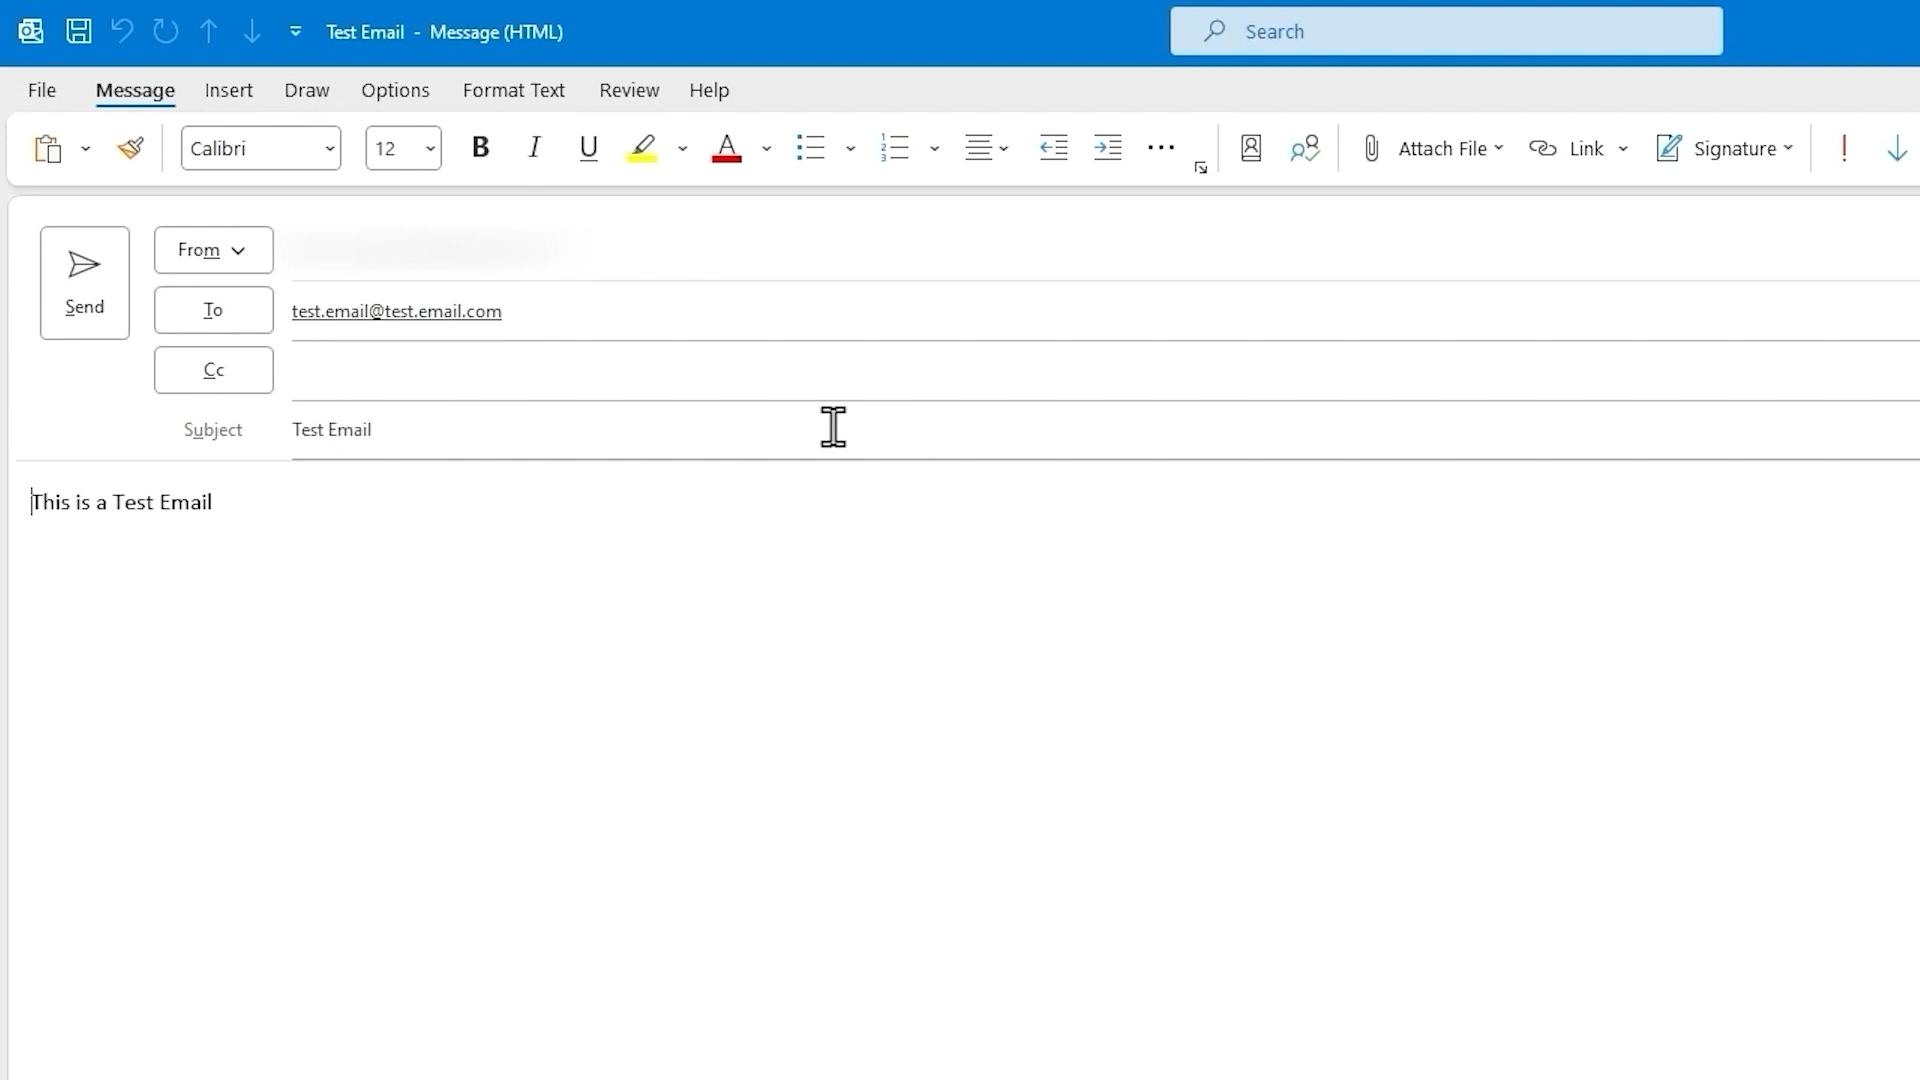 Test Email - Message (HTML)
Search
File Message Insert Draw Options Format Text Review Help
Calibri 12 B I U A Attach File Link Signature
From
Send
To test.email@test.email.com
Cc
Subject Test Email
This is a Test Email